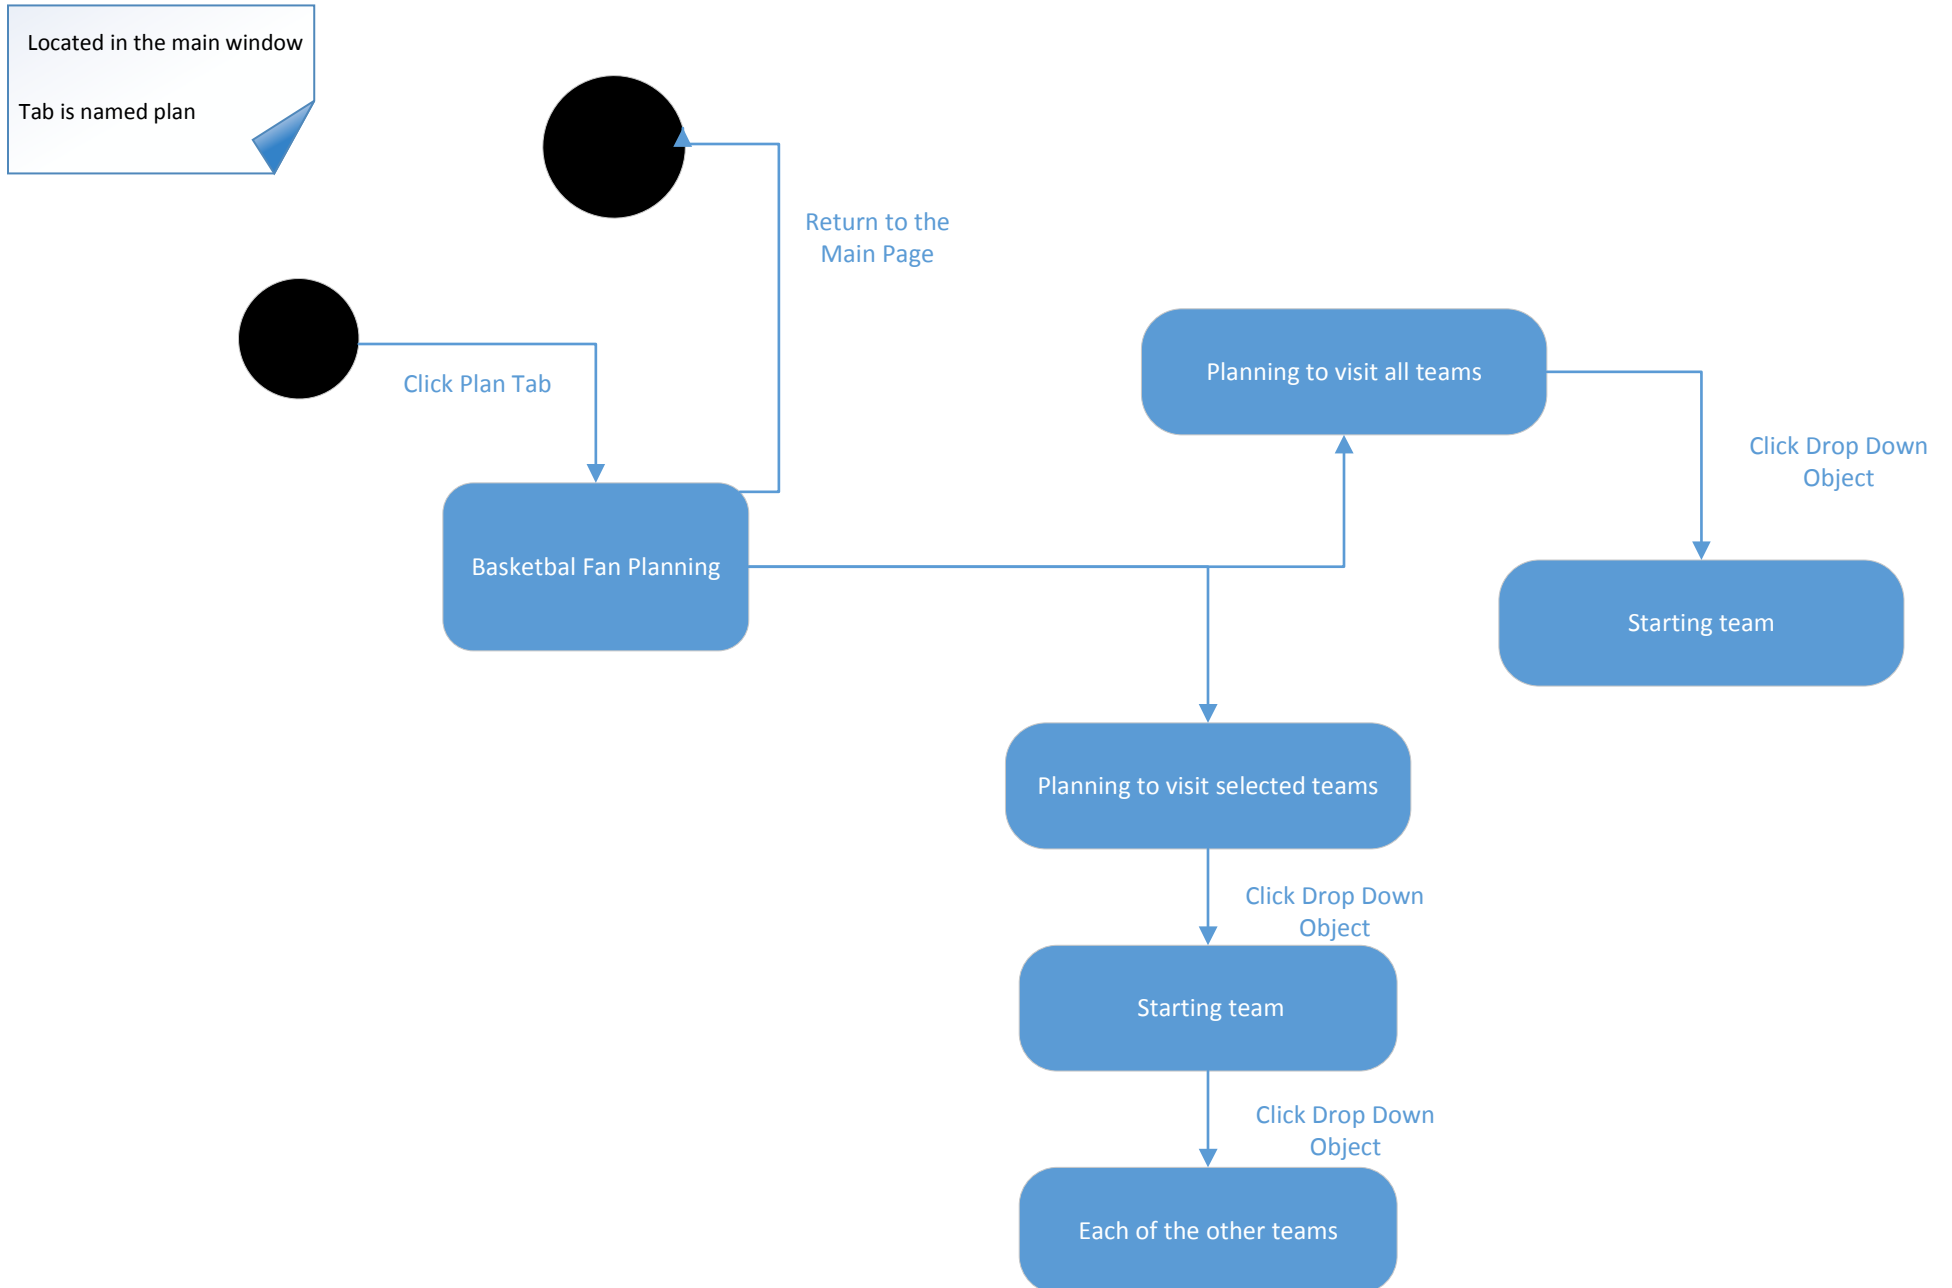 Located in the main window
Tab is named plan
Return to the
Main Page
Click Plan Tab
Planning to visit all teams
Click Drop Down
Object
Basketbal Fan Planning
Starting team
Planning to visit selected teams
Click Drop Down
Object
Starting team
Click Drop Down
Object
Each of the other teams